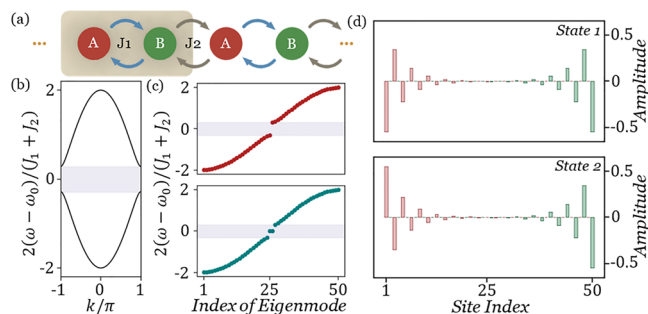 (a)
A J₁ B J₂ A B
(b)
2(ω − ω₀)/(J₁ + J₂)
2
0
-2
-1 0 1
k/π
(c)
2(ω − ω₀)/(J₁ + J₂)
2
0
-2
2
0
-2
1 25 50
Index of Eigenmode
(d)
State 1
0.5
0
-0.5
Amplitude
State 2
0.5
0
-0.5
Amplitude
1 25 50
Site Index